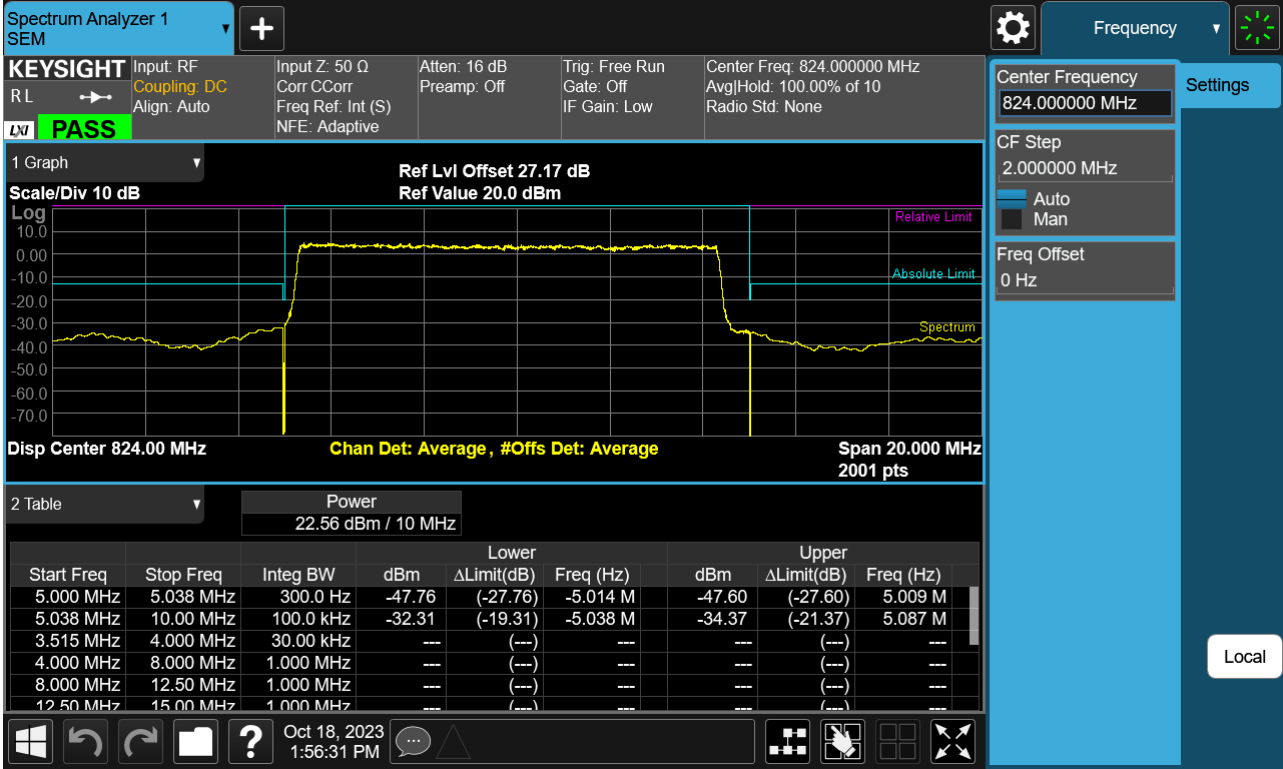 Spectrum Analyzer 1
SEM
Frequency
KEYSIGHT
R L
LXI
PASS
Input: RF
Coupling: DC
Align: Auto
Input Z: 50 Ω
Corr CCorr
Freq Ref: Int (S)
NFE: Adaptive
Atten: 16 dB
Preamp: Off
Trig: Free Run
Gate: Off
IF Gain: Low
Center Freq: 824.000000 MHz
Avg|Hold: 100.00% of 10
Radio Std: None
Center Frequency
824.000000 MHz
Settings
CF Step
2.000000 MHz
Auto
Man
Freq Offset
0 Hz
Local
1 Graph
Scale/Div 10 dB
Ref Lvl Offset 27.17 dB
Ref Value 20.0 dBm
Log
10.0
0.00
-10.0
-20.0
-30.0
-40.0
-50.0
-60.0
-70.0
Relative Limit
Absolute Limit
Spectrum
Disp Center 824.00 MHz
Chan Det: Average , #Offs Det: Average
Span 20.000 MHz
2001 pts
2 Table
Power
22.56 dBm / 10 MHz
Lower Upper
Start Freq Stop Freq Integ BW dBm ΔLimit(dB) Freq (Hz) dBm ΔLimit(dB) Freq (Hz)
5.000 MHz 5.038 MHz 300.0 Hz -47.76 (-27.76) -5.014 M -47.60 (-27.60) 5.009 M
5.038 MHz 10.00 MHz 100.0 kHz -32.31 (-19.31) -5.038 M -34.37 (-21.37) 5.087 M
3.515 MHz 4.000 MHz 30.00 kHz --- (---) --- --- (---) ---
4.000 MHz 8.000 MHz 1.000 MHz --- (---) --- --- (---) ---
8.000 MHz 12.50 MHz 1.000 MHz --- (---) --- --- (---) ---
12.50 MHz 15.00 MHz 1.000 MHz --- (---) --- --- (---) ---
?
Oct 18, 2023
1:56:31 PM